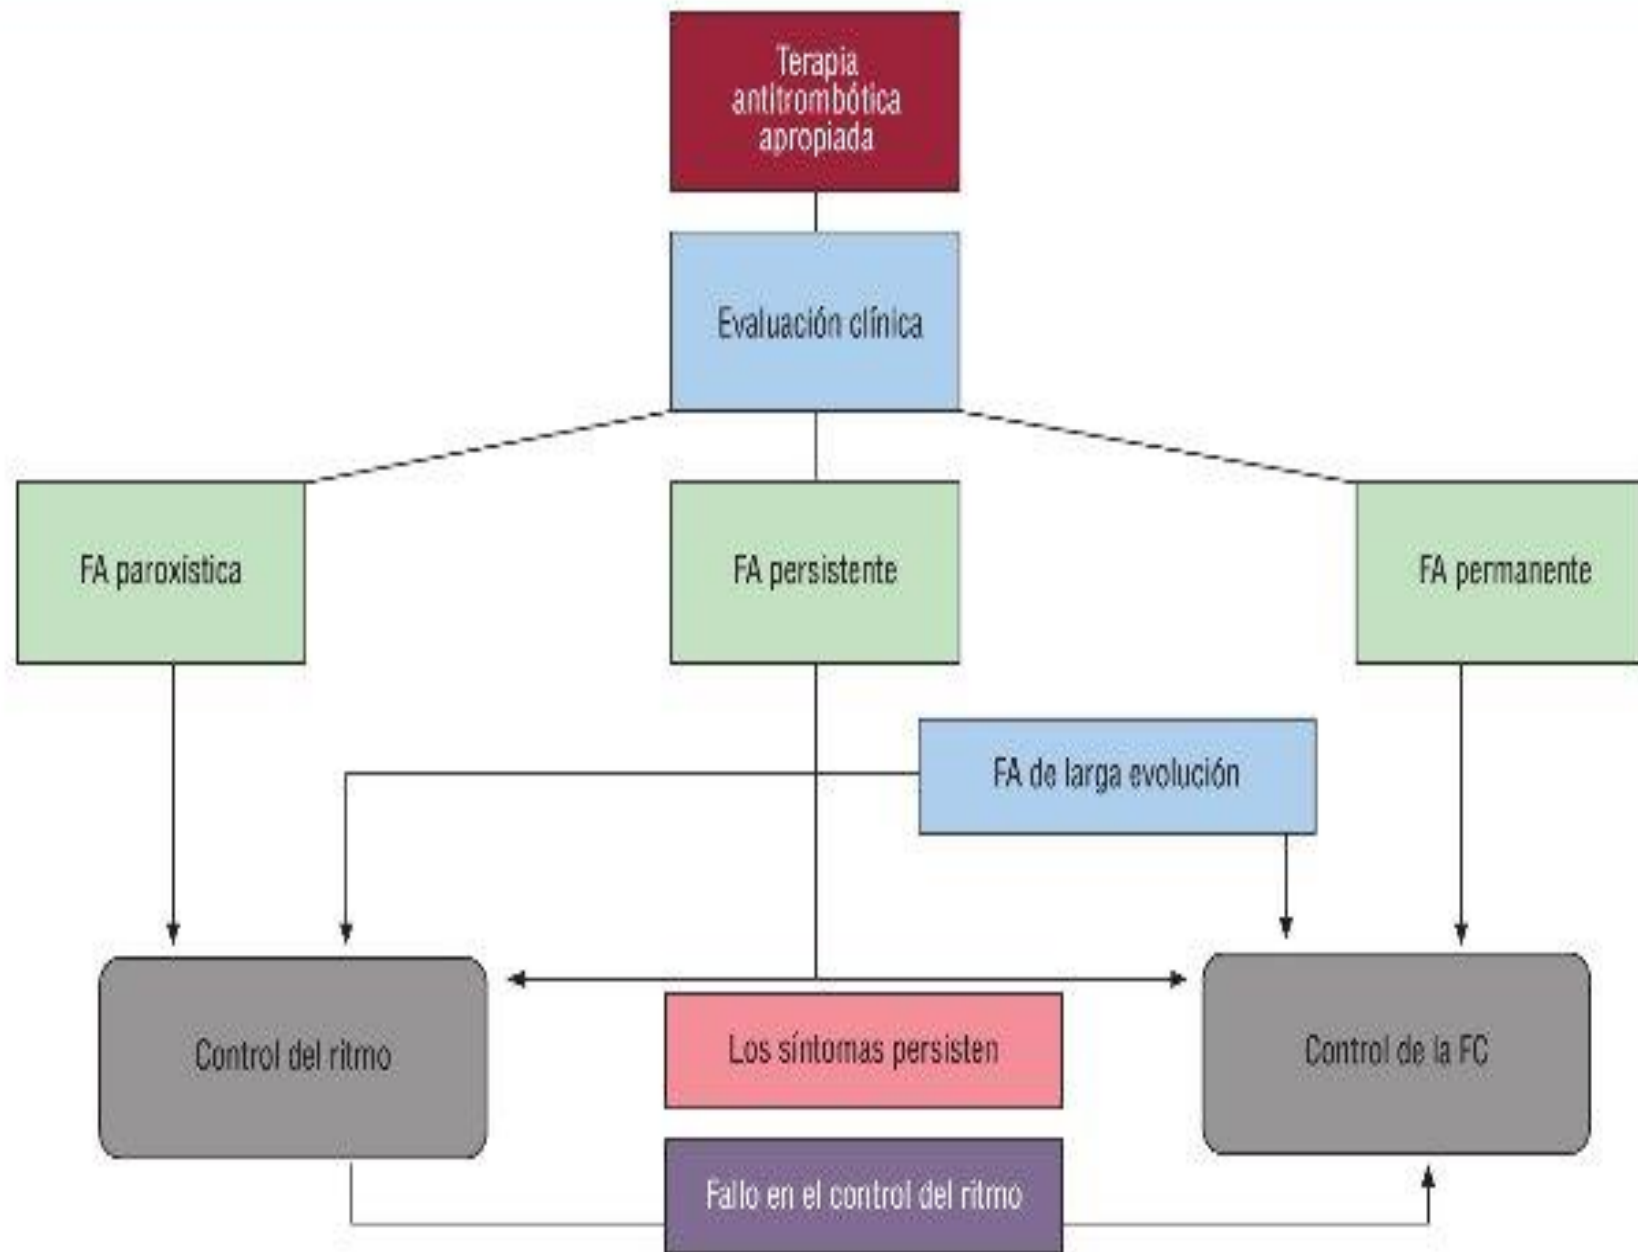 Terapia
antitrombótica
apropiada
Evaluación clínica
FA paroxística
FA persistente
FA permanente
FA de larga evolución
Control del ritmo
Los síntomas persisten
Control de la FC
Fallo en el control del ritmo